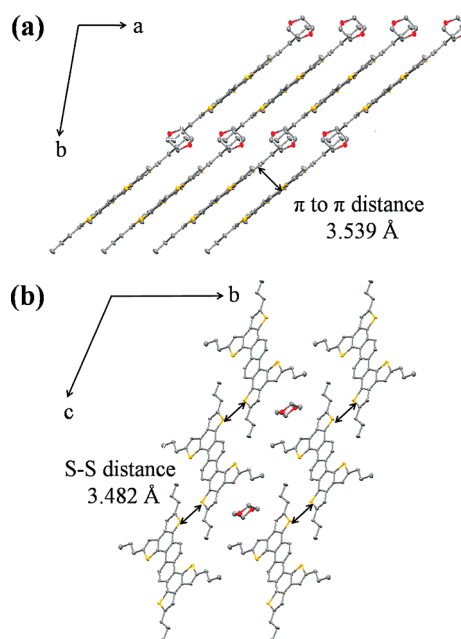 (a)
a
b
π to π distance
3.539 Å
(b)
b
c
S-S distance
3.482 Å